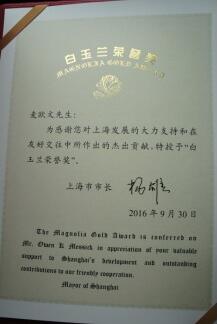 白玉兰荣誉奖
MAGNOLIA GOLD AWARD
麦欧文先生：
为感谢您对上海发展的大力支持和在
友好交往中所作出的杰出贡献，特授于“白
玉兰荣誉奖”。
上海市市长
2016年9月30日
The Magnolia Gold Award is conferred on
Mr. Owen K Messick in appreciation of your valuable
support to Shanghai's development and outstanding
contributions to our friendly cooperation.
Mayor of Shanghai